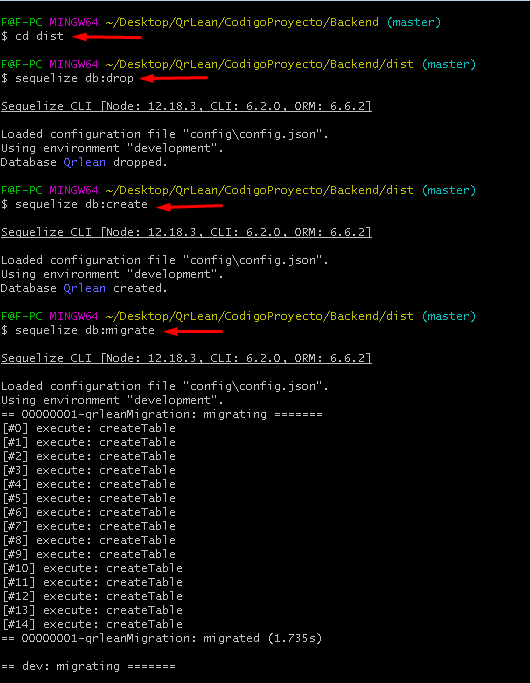 F@F-PC MINGW64 ~/Desktop/QrLean/CodigoProyecto/Backend (master)
$ cd dist
F@F-PC MINGW64 ~/Desktop/QrLean/CodigoProyecto/Backend/dist (master)
$ sequelize db:drop
Sequelize CLI [Node: 12.18.3, CLI: 6.2.0, ORM: 6.6.2]
Loaded configuration file "config\config.json".
Using environment "development".
Database Qrlean dropped.
F@F-PC MINGW64 ~/Desktop/QrLean/CodigoProyecto/Backend/dist (master)
$ sequelize db:create
Sequelize CLI [Node: 12.18.3, CLI: 6.2.0, ORM: 6.6.2]
Loaded configuration file "config\config.json".
Using environment "development".
Database Qrlean created.
F@F-PC MINGW64 ~/Desktop/QrLean/CodigoProyecto/Backend/dist (master)
$ sequelize db:migrate
Sequelize CLI [Node: 12.18.3, CLI: 6.2.0, ORM: 6.6.2]
Loaded configuration file "config\config.json".
Using environment "development".
== 00000001-qrleanMigration: migrating =======
[#0] execute: createTable
[#1] execute: createTable
[#2] execute: createTable
[#3] execute: createTable
[#4] execute: createTable
[#5] execute: createTable
[#6] execute: createTable
[#7] execute: createTable
[#8] execute: createTable
[#9] execute: createTable
[#10] execute: createTable
[#11] execute: createTable
[#12] execute: createTable
[#13] execute: createTable
[#14] execute: createTable
== 00000001-qrleanMigration: migrated (1.735s)
== dev: migrating =======